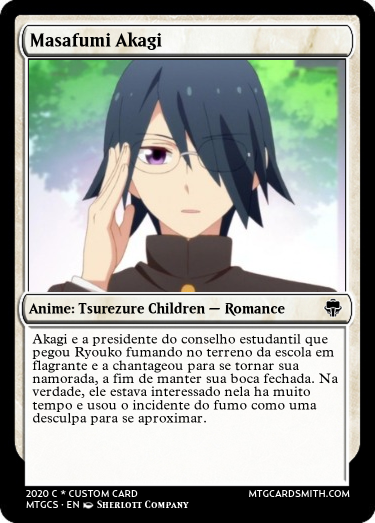 Masafumi Akagi
Anime: Tsurezure Children — Romance
Akagi e a presidente do conselho estudantil que
pegou Ryouko fumando no terreno da escola em
flagrante e a chantageou para se tornar sua
namorada, a fim de manter sua boca fechada. Na
verdade, ele estava interessado nela ha muito
tempo e usou o incidente do fumo como uma
desculpa para se aproximar.
2020 C * CUSTOM CARD
MTGCARDSMITH.COM
MTGCS · EN Sherlott Company